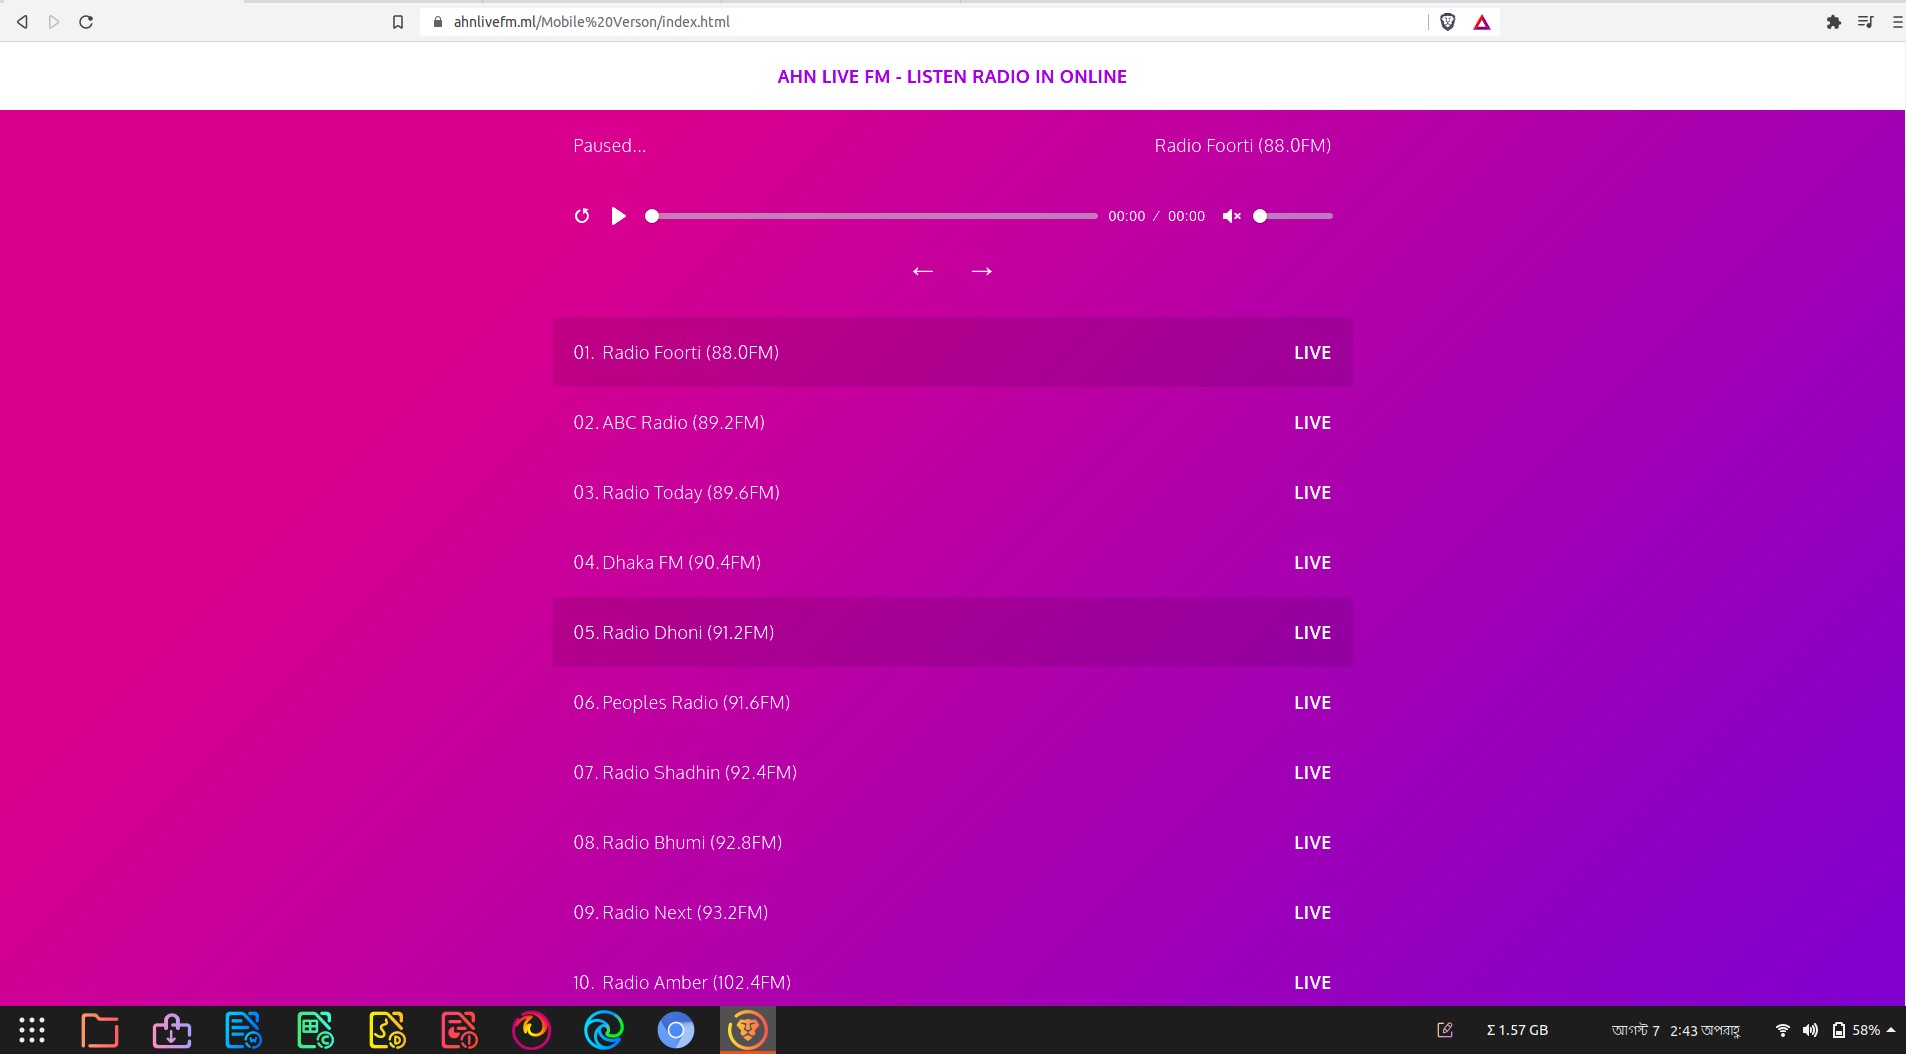 ahnlivefm.ml/Mobile%20Verson/index.html
AHN LIVE FM - LISTEN RADIO IN ONLINE
Paused... Radio Foorti (88.0FM)
00:00 / 00:00
← →
01. Radio Foorti (88.0FM) LIVE
02. ABC Radio (89.2FM) LIVE
03. Radio Today (89.6FM) LIVE
04. Dhaka FM (90.4FM) LIVE
05. Radio Dhoni (91.2FM) LIVE
06. Peoples Radio (91.6FM) LIVE
07. Radio Shadhin (92.4FM) LIVE
08. Radio Bhumi (92.8FM) LIVE
09. Radio Next (93.2FM) LIVE
10. Radio Amber (102.4FM) LIVE
W C D I Σ 1.57 GB আগস্ট 7 2:43 অপরাহ্ণ 58%